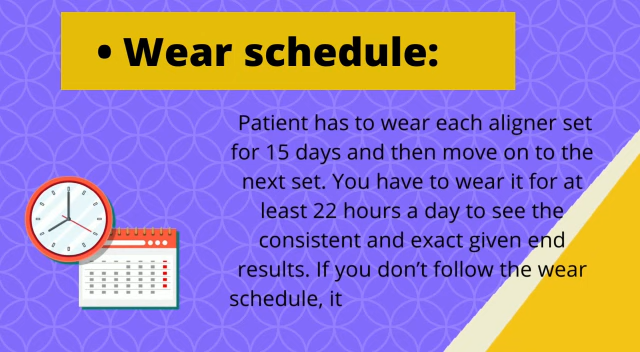 • Wear schedule:
Patient has to wear each aligner set
for 15 days and then move on to the
next set. You have to wear it for at
least 22 hours a day to see the
consistent and exact given end
results. If you don’t follow the wear
schedule, it